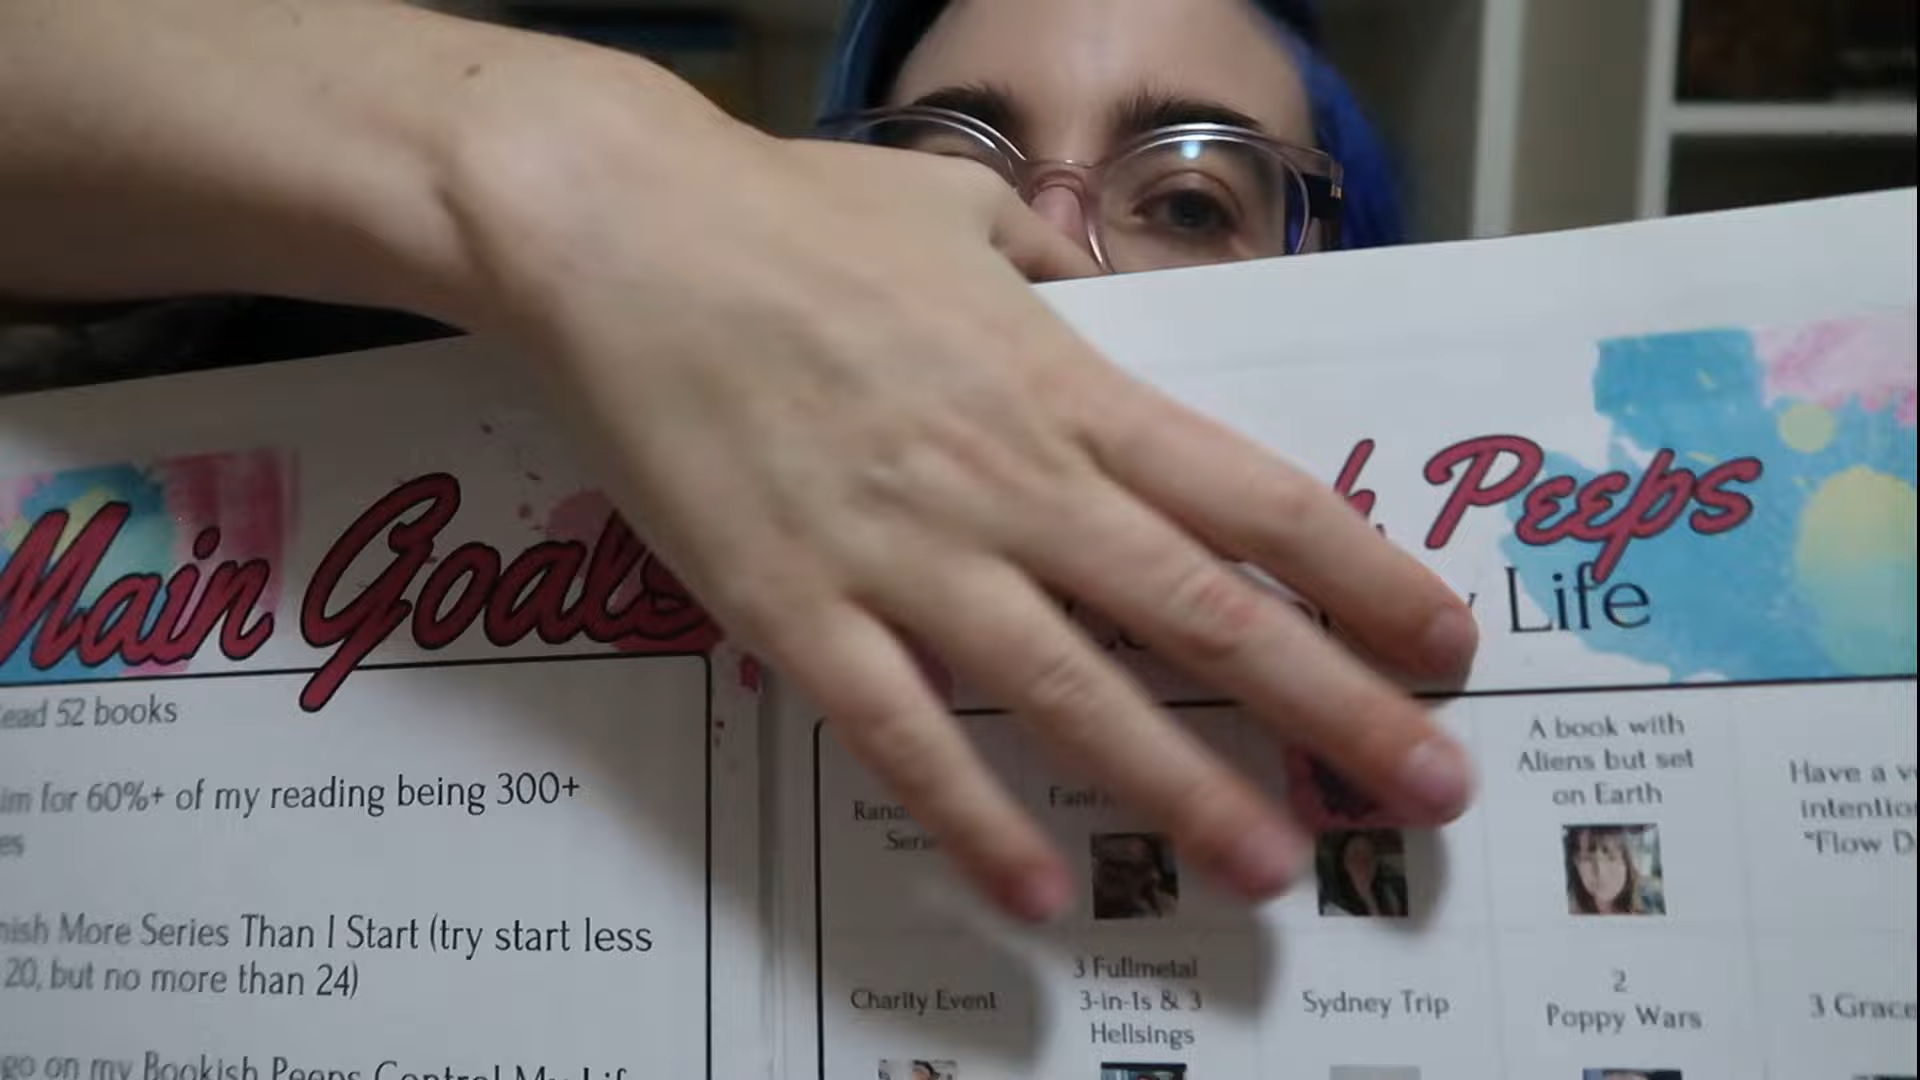 Main Goals
ead 52 books
im for 60%+ of my reading being 300+
es
nish More Series Than I Start (try start less
20, but no more than 24)
go on my Bookish Peeps Control My Lif
h Peeps
y Life
A book with
Aliens but set
on Earth
Have a v
intentio
"Flow D
Charity Event
3 Fullmetal
3-in-1s & 3
Hellsings
Sydney Trip
2
Poppy Wars
3 Grace